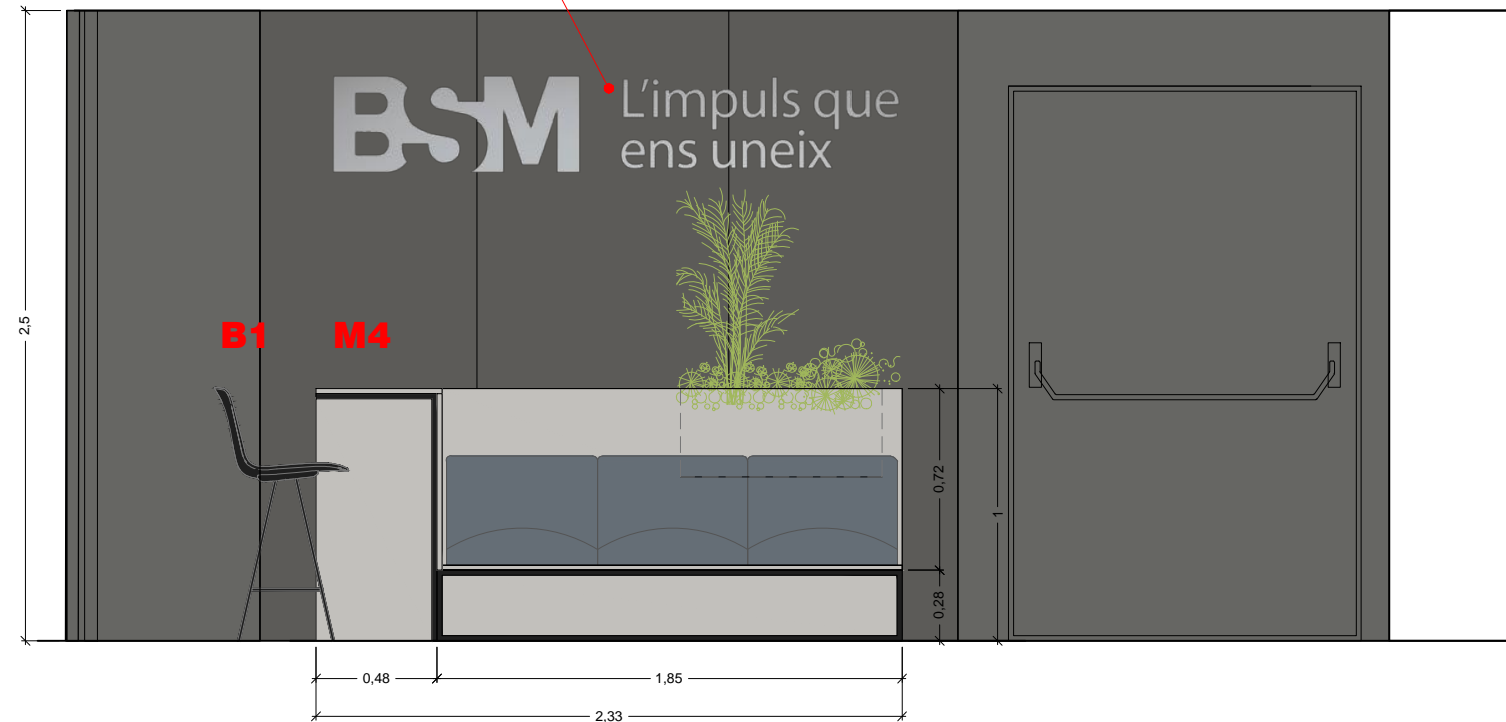 BSM
L'impuls que
ens uneix
2,5
B1
M4
0,72
1
0,28
0,48
1,85
2,33